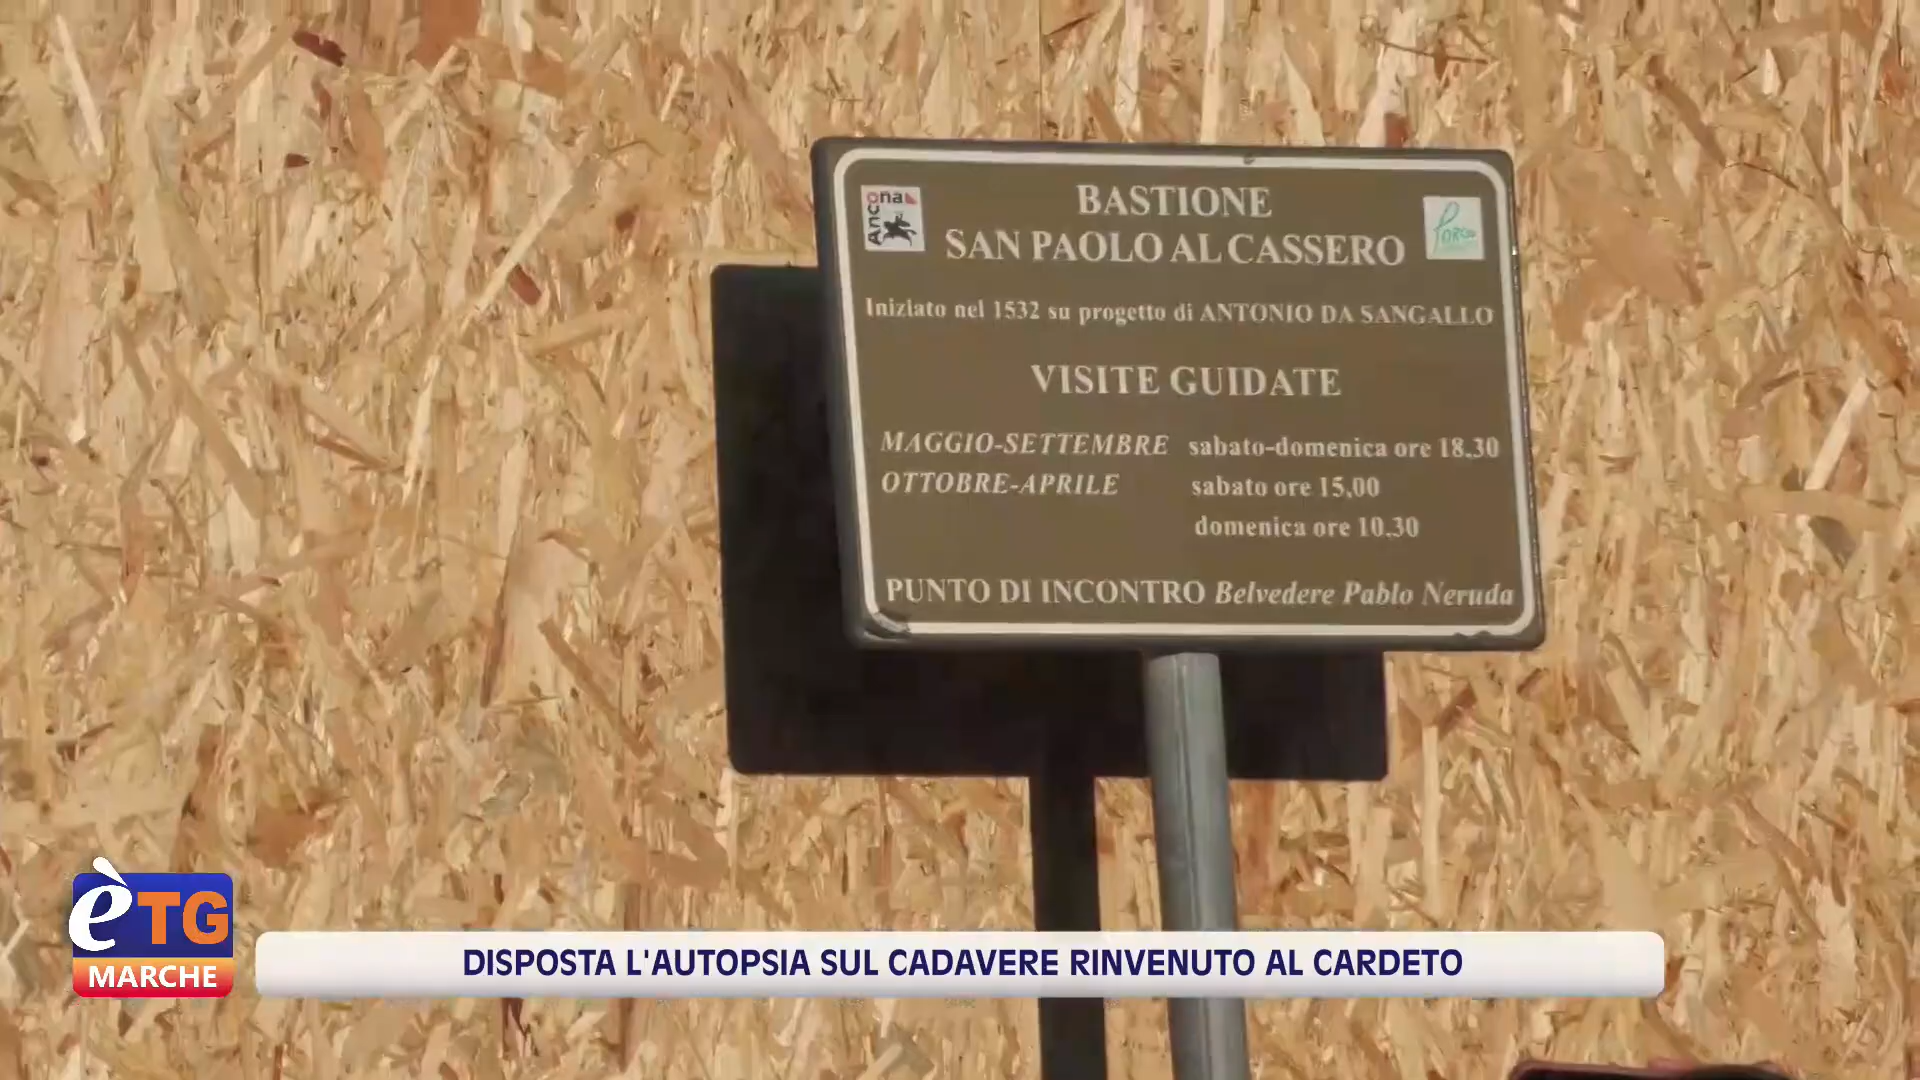 Ancona
BASTIONE
SAN PAOLO AL CASSERO
Parco
Iniziato nel 1532 su progetto di ANTONIO DA SANGALLO
VISITE GUIDATE
MAGGIO-SETTEMBRE sabato-domenica ore 18.30
OTTOBRE-APRILE sabato ore 15,00
domenica ore 10.30
PUNTO DI INCONTRO Belvedere Pablo Neruda
è TG
MARCHE
DISPOSTA L'AUTOPSIA SUL CADAVERE RINVENUTO AL CARDETO